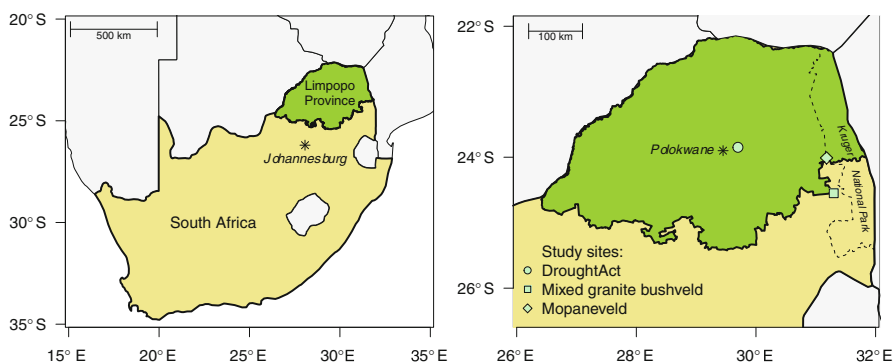 20° S
25° S
30° S
35° S
15° E
20° E
25° E
30° E
35° E
500 km
Limpopo
Province
Johannesburg
South Africa
22° S
24° S
26° S
26° E
28° E
30° E
32° E
100 km
Polokwane
Kruger
National Park
Study sites:
DroughtAct
Mixed granite bushveld
Mopaneveld